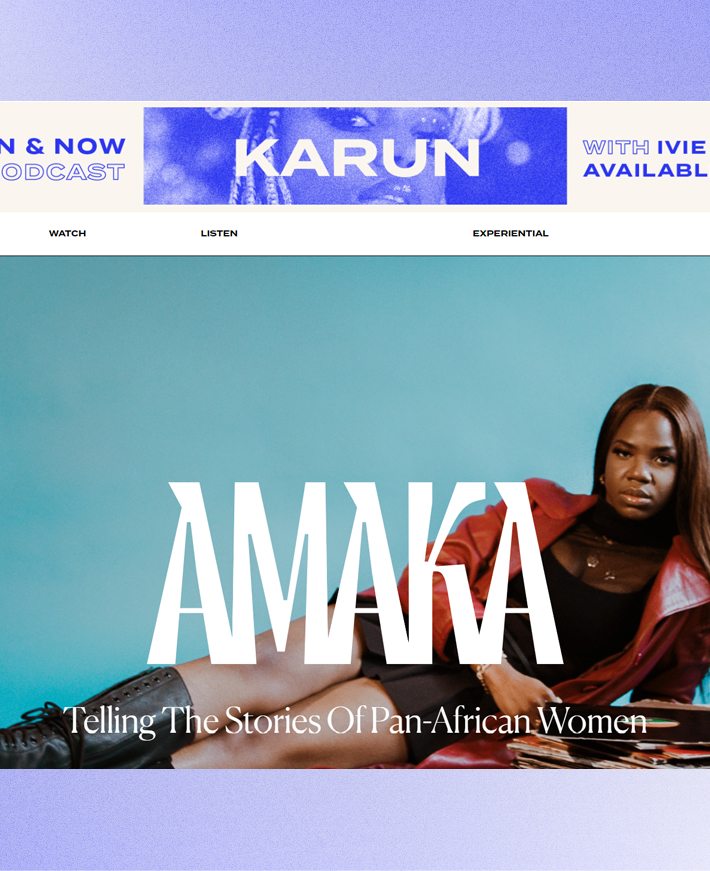 N & NOW
ODCAST
KARUN
WITH IVIE
AVAILABL
WATCH
LISTEN
EXPERIENTIAL
AMAKA
Telling The Stories Of Pan-African Women